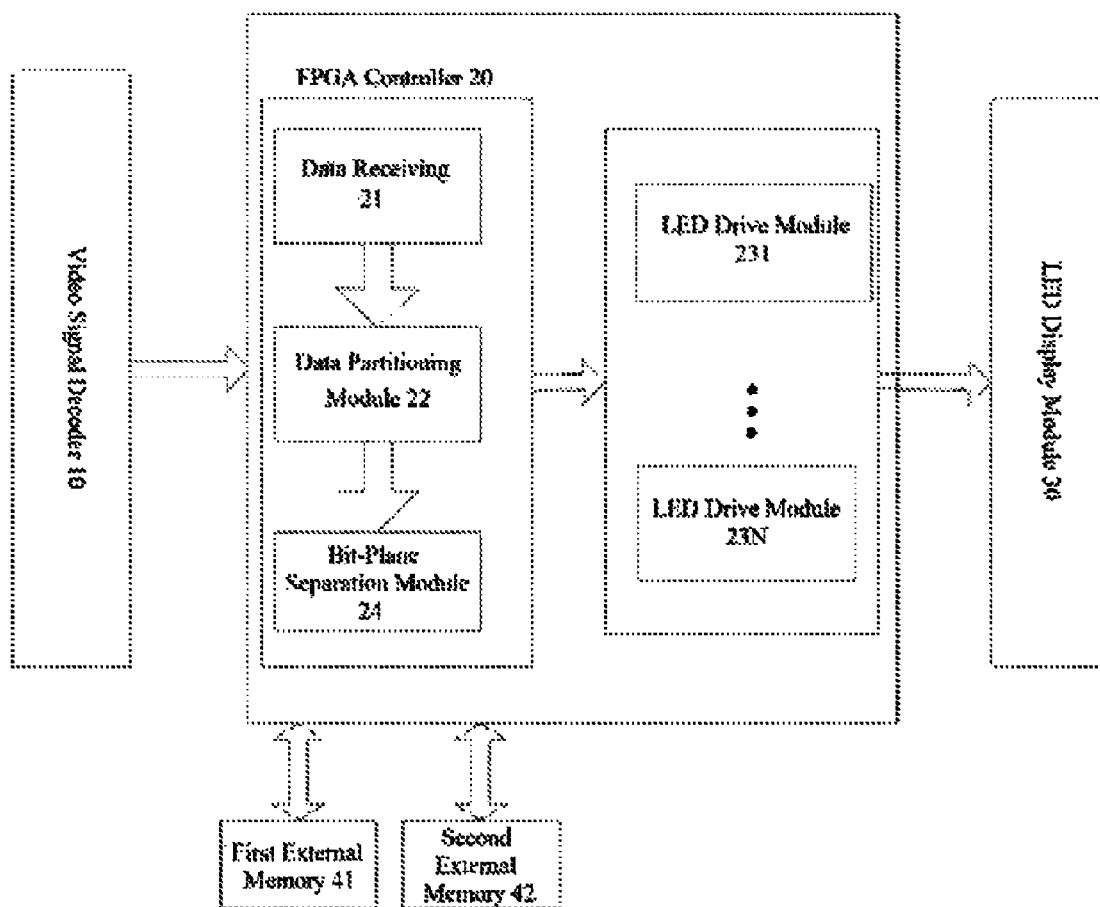 Video Signal Decoder 10
FPGA Controller 20
Data Receiving
21
Data Partitioning
Module 22
Bit-Plane
Separation Module
24
LED Drive Module
231
LED Drive Module
23N
LED Display Module 30
First External
Memory 41
Second
External
Memory 42